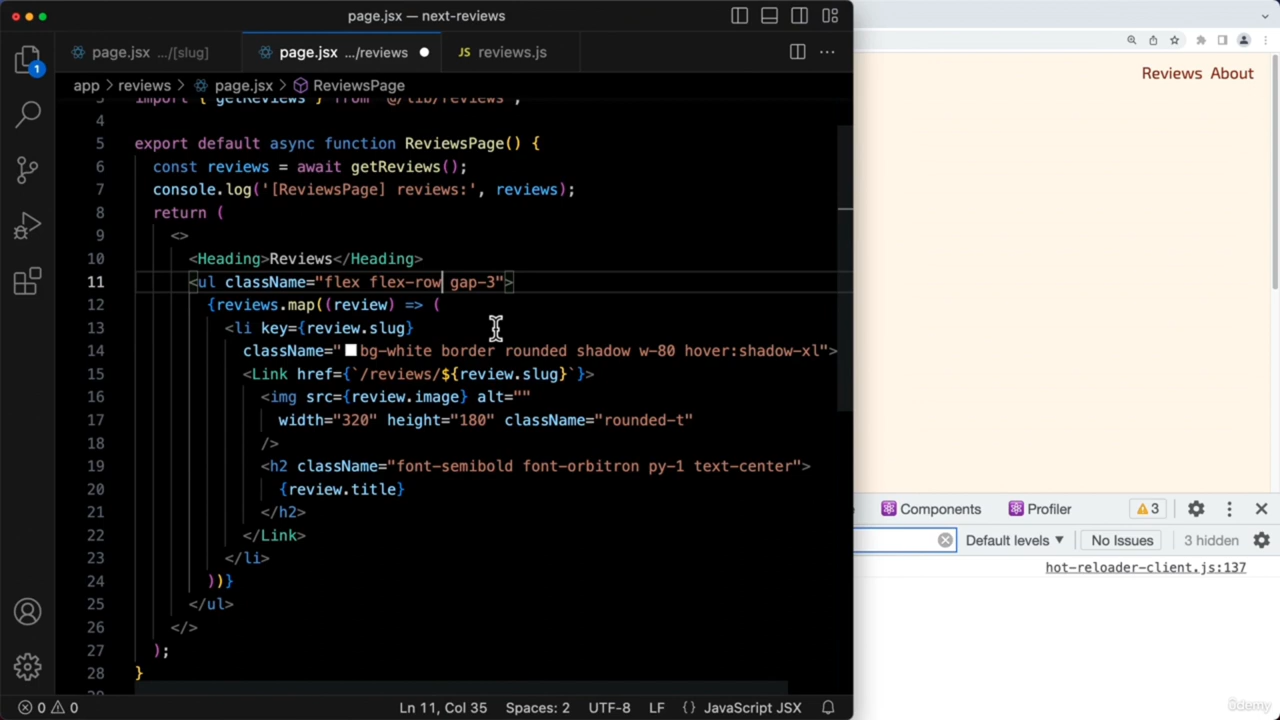 page.jsx — next-reviews
page.jsx .../[slug]
page.jsx .../reviews
JS reviews.js
app > reviews > page.jsx > ReviewsPage
3 import { getReviews } from '@/lib/reviews';
4
5 export default async function ReviewsPage() {
6 const reviews = await getReviews();
7 console.log('[ReviewsPage] reviews:', reviews);
8 return (
9 <>
10 <Heading>Reviews</Heading>
11 <ul className="flex flex-row gap-3">
12 {reviews.map((review) => (
13 <li key={review.slug}
14 className="bg-white border rounded shadow w-80 hover:shadow-xl">
15 <Link href={`/reviews/${review.slug}`}>
16 <img src={review.image} alt=""
17 width="320" height="180" className="rounded-t"
18 />
19 <h2 className="font-semibold font-orbitron py-1 text-center">
20 {review.title}
21 </h2>
22 </Link>
23 </li>
24 ))}
25 </ul>
26 </>
27 );
28 }
1
0 0
Ln 11, Col 35
Spaces: 2
UTF-8
LF
{} JavaScript JSX
Reviews About
Components
Profiler
3
Default levels ▼
No Issues
3 hidden
hot-reloader-client.js:137
ûdemy